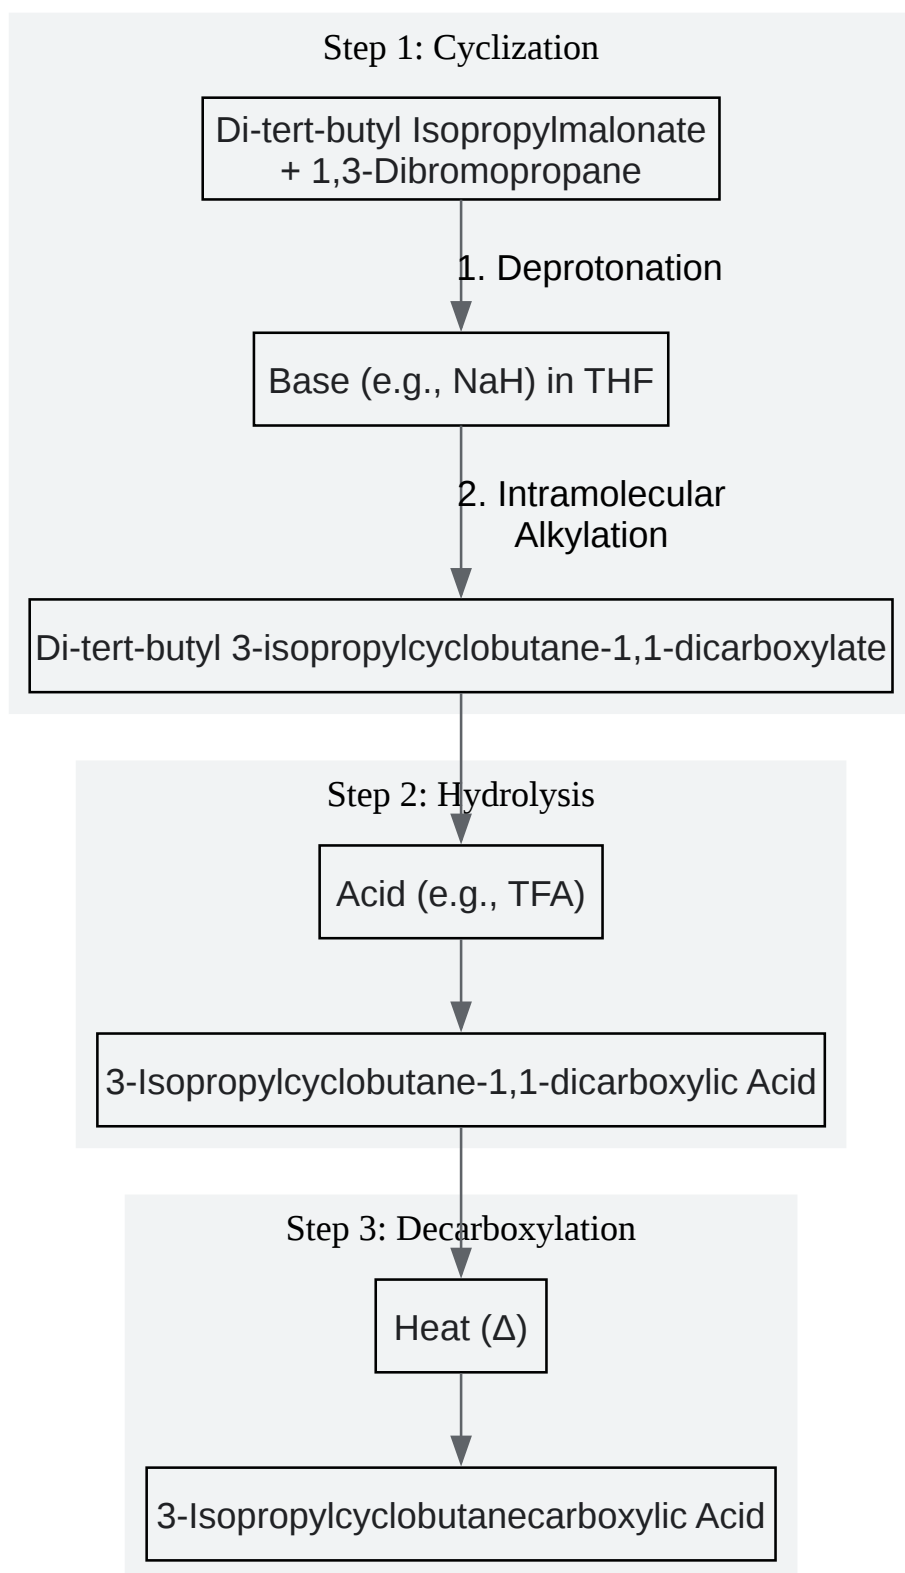 Step 1: Cyclization
Di-tert-butyl Isopropylmalonate
+ 1,3-Dibromopropane
1. Deprotonation
Base (e.g., NaH) in THF
2. Intramolecular
Alkylation
Di-tert-butyl 3-isopropylcyclobutane-1,1-dicarboxylate
Step 2: Hydrolysis
Acid (e.g., TFA)
3-Isopropylcyclobutane-1,1-dicarboxylic Acid
Step 3: Decarboxylation
Heat (Δ)
3-Isopropylcyclobutanecarboxylic Acid